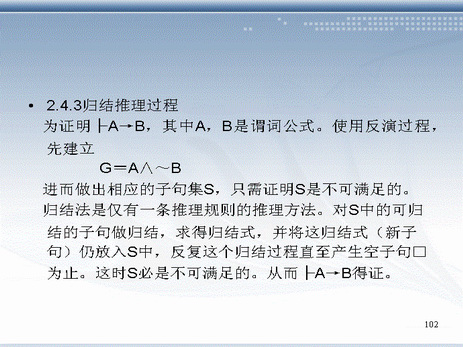 • 2.4.3归结推理过程
为证明├A→B，其中A，B是谓词公式。使用反演过程，
先建立
G＝A∧～B
进而做出相应的子句集S，只需证明S是不可满足的。
归结法是仅有一条推理规则的推理方法。对S中的可归
结的子句做归结，求得归结式，并将这归结式（新子
句）仍放入S中，反复这个归结过程直至产生空子句□
为止。这时S必是不可满足的。从而├A→B得证。
102